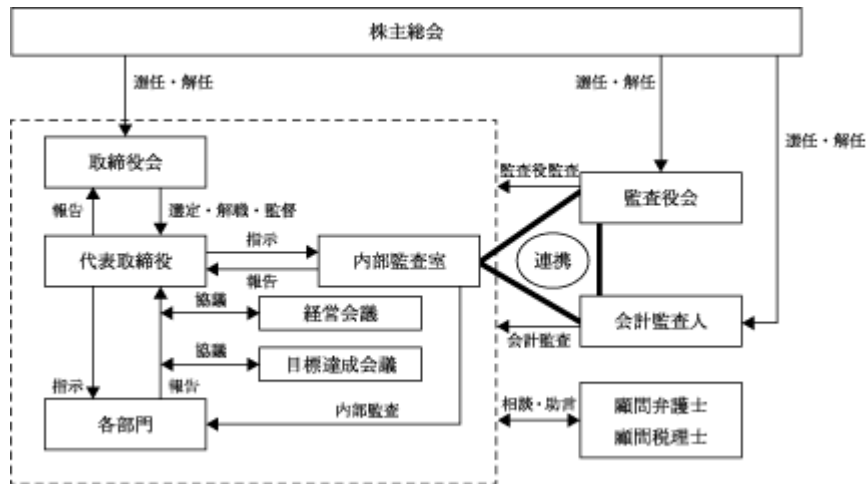 株主総会
選任・解任
選任・解任
選任・解任
取締役会
監査役監査
監査役会
報告
選定・解職・監督
代表取締役
指示
報告
内部監査室
連携
協議
経営会議
会計監査人
会計監査
協議
目標達成会議
指示
報告
各部門
内部監査
相談・助言
顧問弁護士
顧問税理士